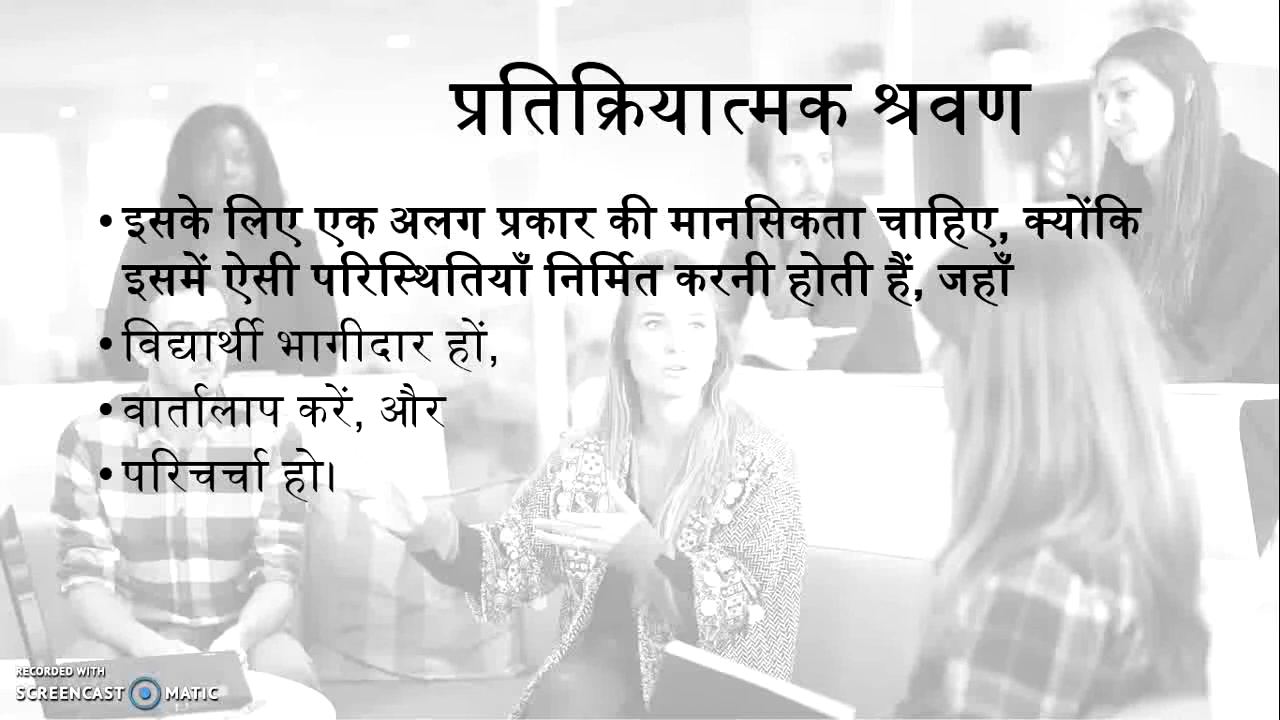 प्रतिक्रियात्मक श्रवण
• इसके लिए एक अलग प्रकार की मानसिकता चाहिए, क्योंकि
इसमें ऐसी परिस्थितियाँ निर्मित करनी होती हैं, जहाँ
• विद्यार्थी भागीदार हों,
• वार्तालाप करें, और
• परिचर्चा हो।
RECORDED WITH
SCREENCAST MATIC